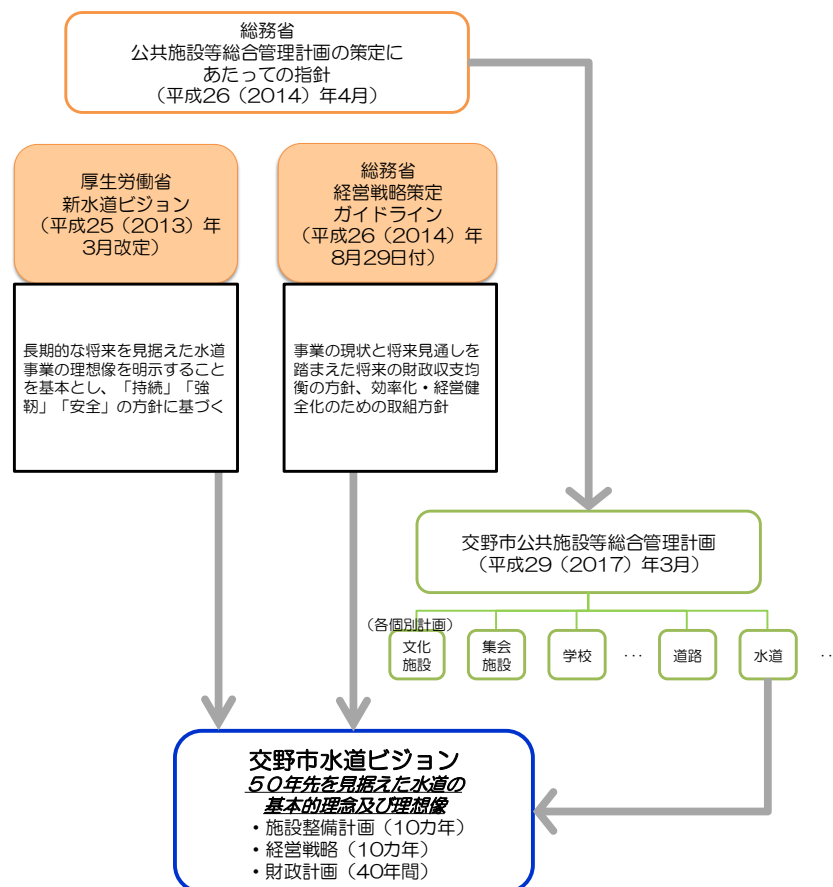 総務省
公共施設等総合管理計画の策定に
あたっての指針
（平成26（2014）年4月）
厚生労働省
新水道ビジョン
（平成25（2013）年
3月改定）
総務省
経営戦略策定
ガイドライン
（平成26（2014）年
8月29日付）
長期的な将来を見据えた水道
事業の理想像を明示すること
を基本とし、「持続」「強
靭」「安全」の方針に基づく
事業の現状と将来見通しを
踏まえた将来の財政収支均
衡の方針、効率化・経営健
全化のための取組方針
交野市公共施設等総合管理計画
（平成29（2017）年3月）
（各個別計画）
文化
施設
集会
施設
学校
…
道路
水道
‥
交野市水道ビジョン
５０年先を見据えた水道の
基本的理念及び理想像
・施設整備計画（10カ年）
・経営戦略（10カ年）
・財政計画（40年間）